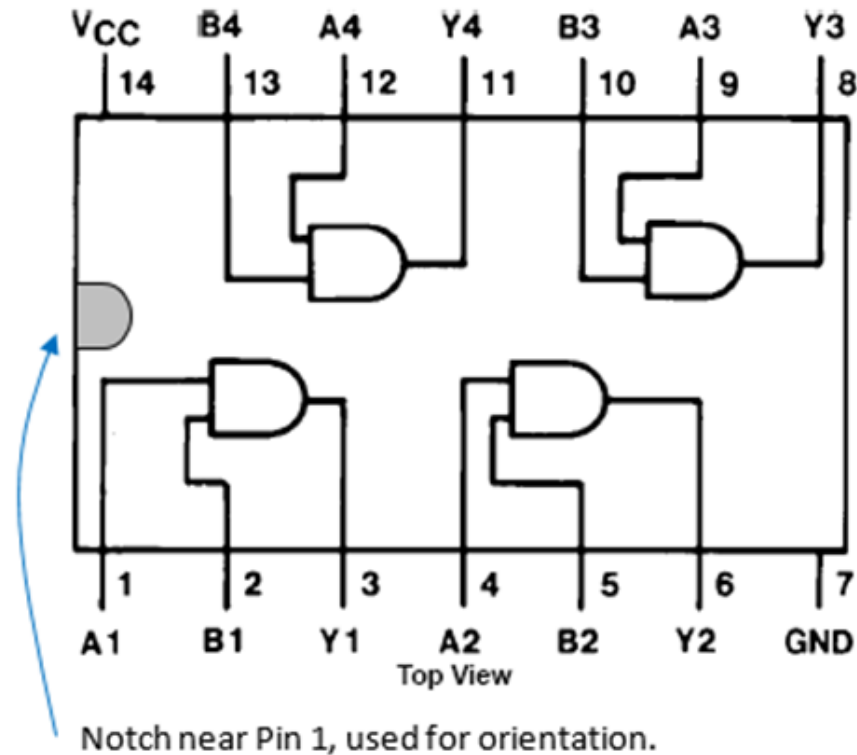 VCC B4 A4 Y4 B3 A3 Y3
14 13 12 11 10 9 8
1 2 3 4 5 6 7
A1 B1 Y1 A2 B2 Y2 GND
Top View
Notch near Pin 1, used for orientation.